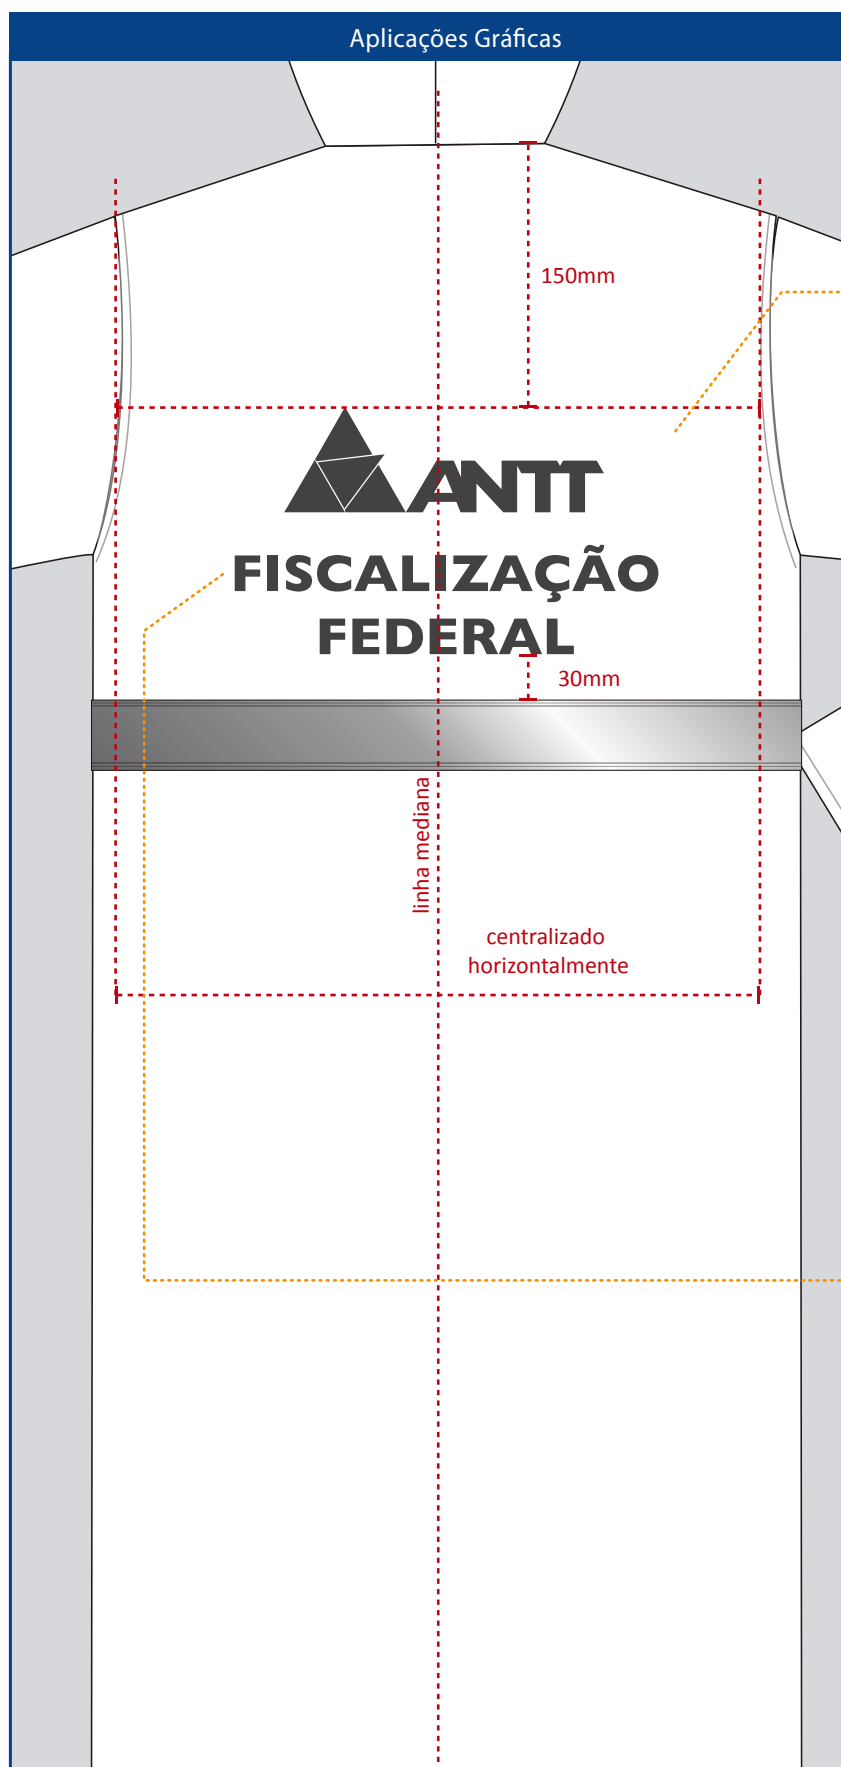 Aplicações Gráficas
150mm
ANTT
FISCALIZAÇÃO
FEDERAL
30mm
linha mediana
centralizado
horizontalmente